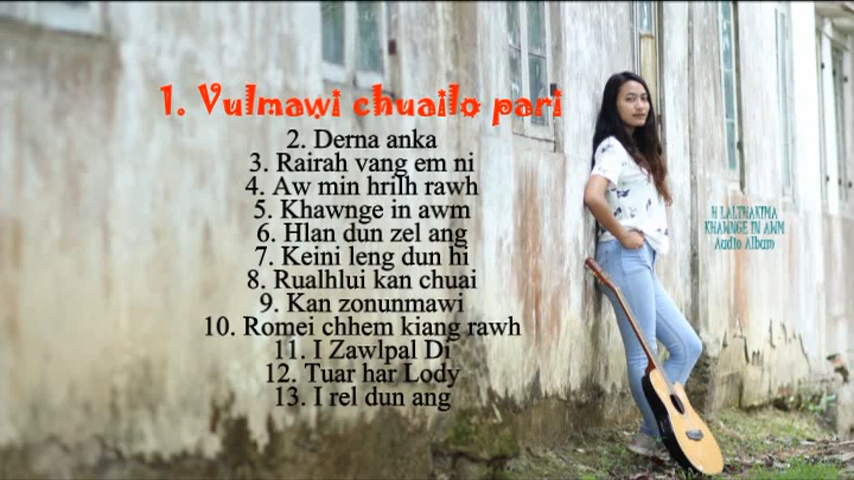 1. Vulmawi chuailo pari
2. Derna anka
3. Rairah vang em ni
4. Aw min hrilh rawh
5. Khawnge in awm
6. Hlan dun zel ang
7. Keini leng dun hi
8. Rualhlui kan chuai
9. Kan zonunmawi
10. Romei chhem kiang rawh
11. I Zawlpal Di
12. Tuar har Lody
13. I rel dun ang
H LALTHAKIMA
KHAWNGE IN AWM
Audio Album